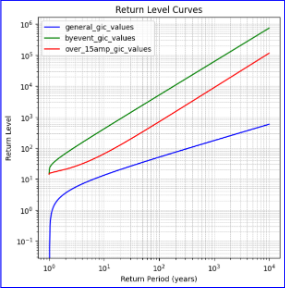 Return Level Curves
general_gic_values
byevent_gic_values
over_15amp_gic_values
Return Level
10⁶
10⁵
10⁴
10³
10²
10¹
10⁰
10⁻¹
10⁰ 10¹ 10² 10³ 10⁴
Return Period (years)